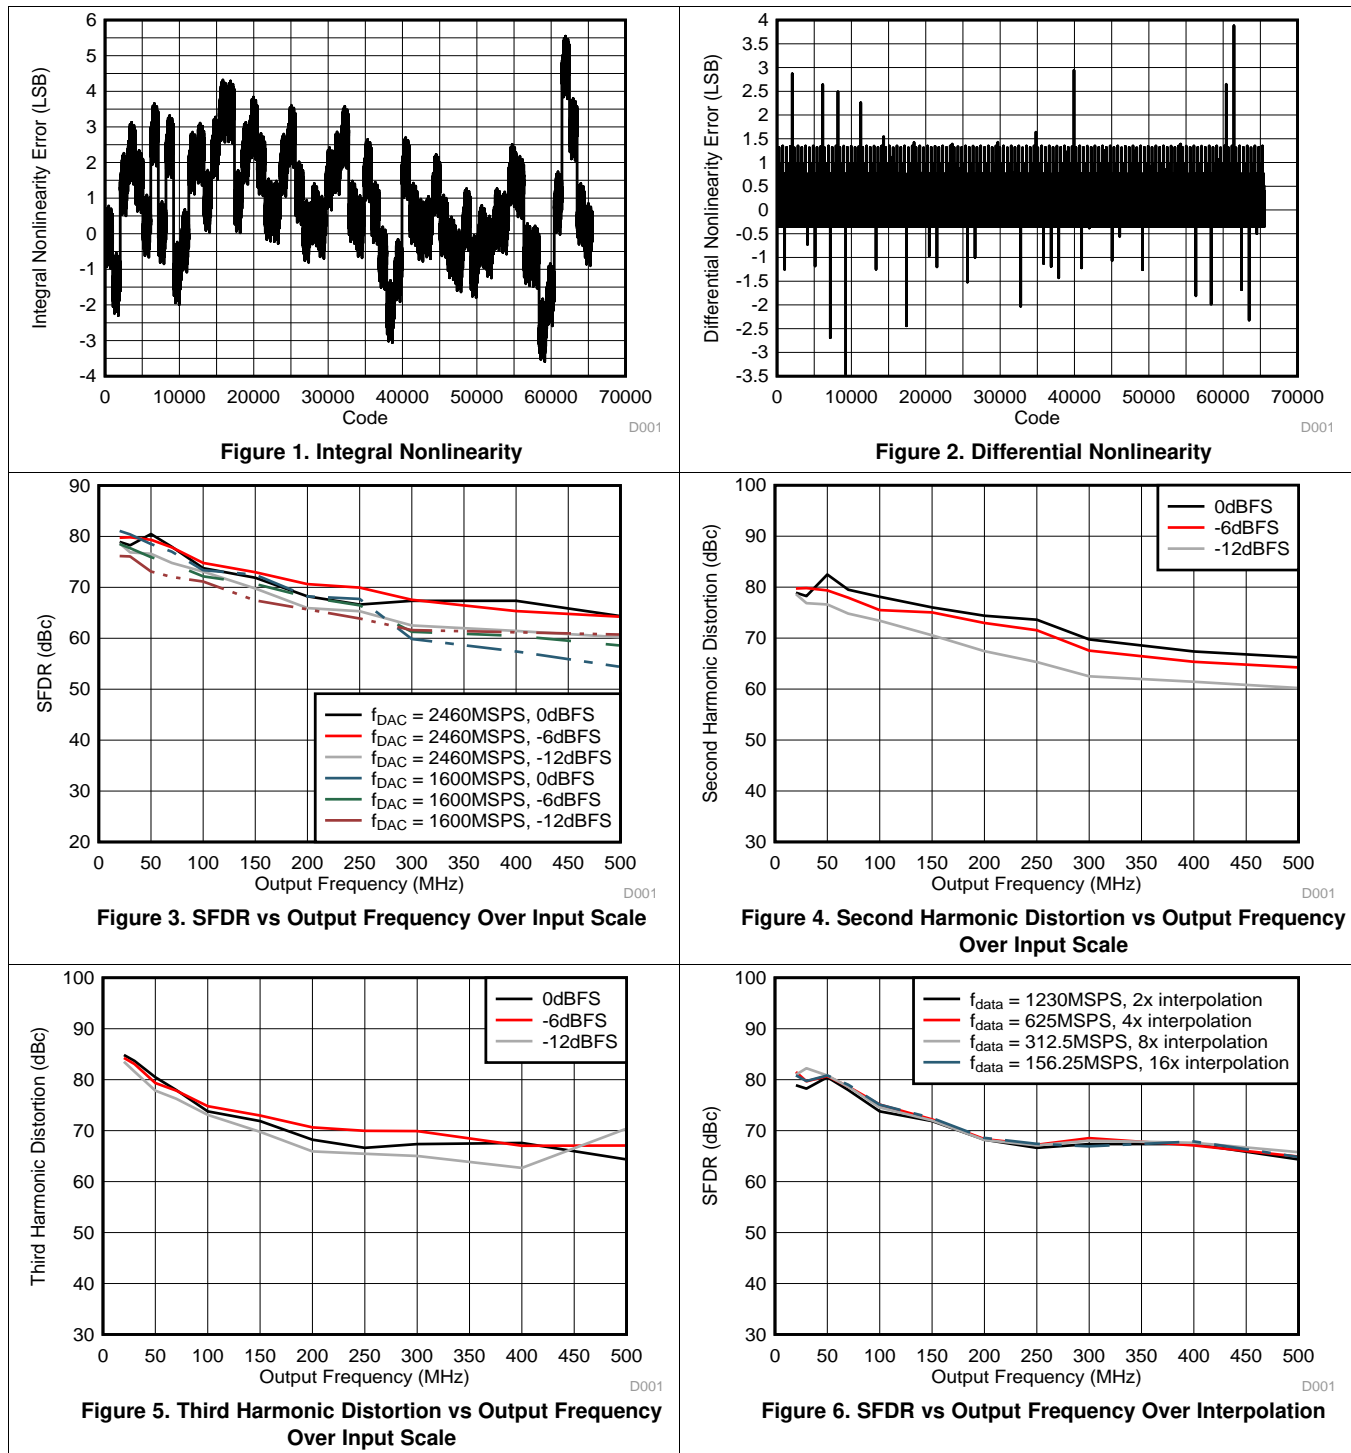 6
5
4
3
2
1
0
-1
-2
-3
-4
Integral Nonlinearity Error (LSB)
0 10000 20000 30000 40000 50000 60000 70000
Code
D001
Figure 1. Integral Nonlinearity
4
3.5
3
2.5
2
1.5
1
0.5
0
-0.5
-1
-1.5
-2
-2.5
-3
-3.5
Differential Nonlinearity Error (LSB)
0 10000 20000 30000 40000 50000 60000 70000
Code
D001
Figure 2. Differential Nonlinearity
90
80
70
60
50
40
30
20
SFDR (dBc)
fDAC = 2460MSPS, 0dBFS
fDAC = 2460MSPS, -6dBFS
fDAC = 2460MSPS, -12dBFS
fDAC = 1600MSPS, 0dBFS
fDAC = 1600MSPS, -6dBFS
fDAC = 1600MSPS, -12dBFS
0 50 100 150 200 250 300 350 400 450 500
Output Frequency (MHz)
D001
Figure 3. SFDR vs Output Frequency Over Input Scale
100
90
80
70
60
50
40
30
Second Harmonic Distortion (dBc)
0dBFS
-6dBFS
-12dBFS
0 50 100 150 200 250 300 350 400 450 500
Output Frequency (MHz)
D001
Figure 4. Second Harmonic Distortion vs Output Frequency
Over Input Scale
100
90
80
70
60
50
40
30
Third Harmonic Distortion (dBc)
0dBFS
-6dBFS
-12dBFS
0 50 100 150 200 250 300 350 400 450 500
Output Frequency (MHz)
D001
Figure 5. Third Harmonic Distortion vs Output Frequency
Over Input Scale
100
90
80
70
60
50
40
30
SFDR (dBc)
fdata = 1230MSPS, 2x interpolation
fdata = 625MSPS, 4x interpolation
fdata = 312.5MSPS, 8x interpolation
fdata = 156.25MSPS, 16x interpolation
0 50 100 150 200 250 300 350 400 450 500
Output Frequency (MHz)
D001
Figure 6. SFDR vs Output Frequency Over Interpolation